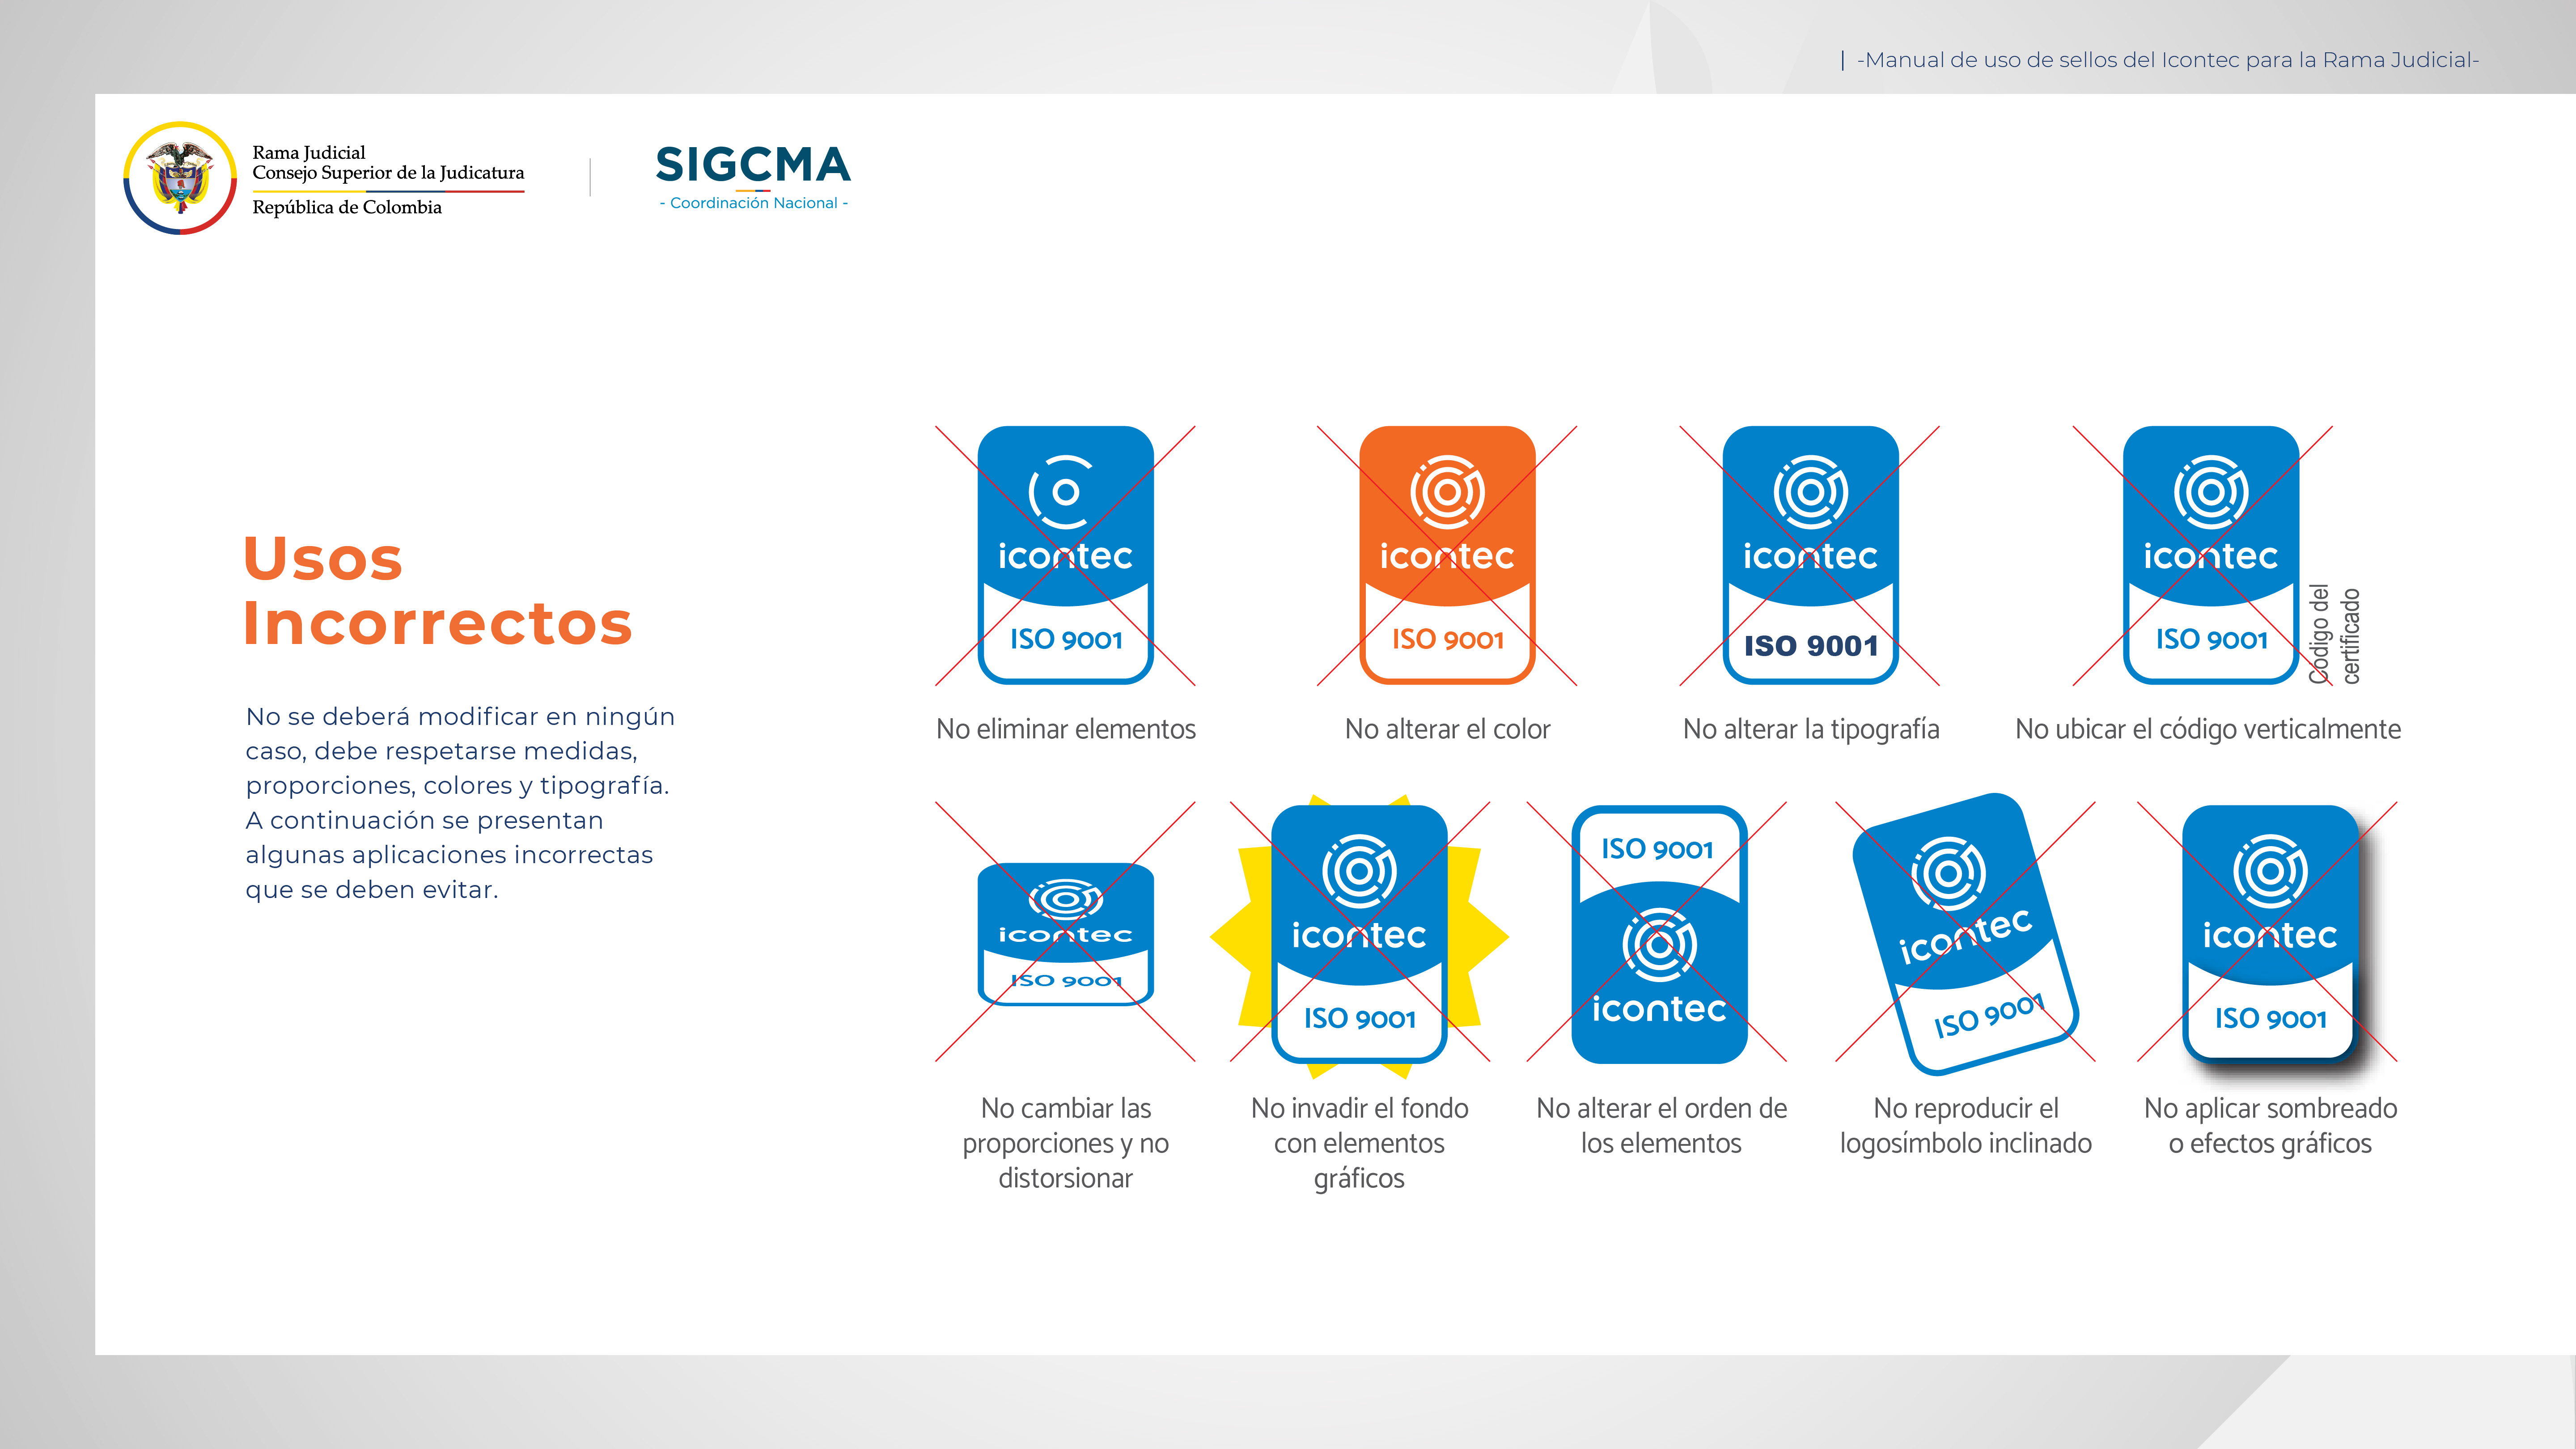 | -Manual de uso de sellos del Icontec para la Rama Judicial-
Rama Judicial
Consejo Superior de la Judicatura
República de Colombia
SIGCMA
- Coordinación Nacional -
Usos
Incorrectos
No se deberá modificar en ningún
caso, debe respetarse medidas,
proporciones, colores y tipografía.
A continuación se presentan
algunas aplicaciones incorrectas
que se deben evitar.
icontec
ISO 9001
No eliminar elementos
icontec
ISO 9001
No alterar el color
icontec
ISO 9001
No alterar la tipografía
icontec
ISO 9001
Codigo del
certificado
No ubicar el código verticalmente
icontec
ISO 9001
No cambiar las
proporciones y no
distorsionar
icontec
ISO 9001
No invadir el fondo
con elementos
gráficos
ISO 9001
icontec
No alterar el orden de
los elementos
icontec
ISO 9001
No reproducir el
logosímbolo inclinado
icontec
ISO 9001
No aplicar sombreado
o efectos gráficos